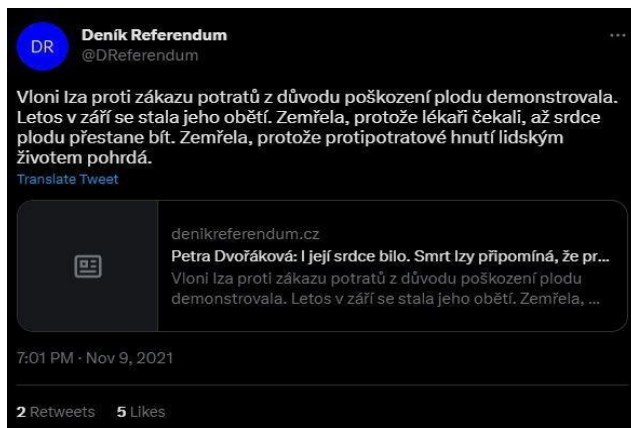 DR
Deník Referendum
@DReferendum
Vloni Iza proti zákazu potratů z důvodu poškození plodu demonstrovala.
Letos v září se stala jeho obětí. Zemřela, protože lékaři čekali, až srdce
plodu přestane bít. Zemřela, protože protipotratové hnutí lidským
životem pohrdá.
Translate Tweet
denikreferendum.cz
Petra Dvořáková: I její srdce bilo. Smrt Izy připomíná, že pr...
Vloni Iza proti zákazu potratů z důvodu poškození plodu
demonstrovala. Letos v září se stala jeho obětí. Zemřela, ...
7:01 PM · Nov 9, 2021
2 Retweets 5 Likes